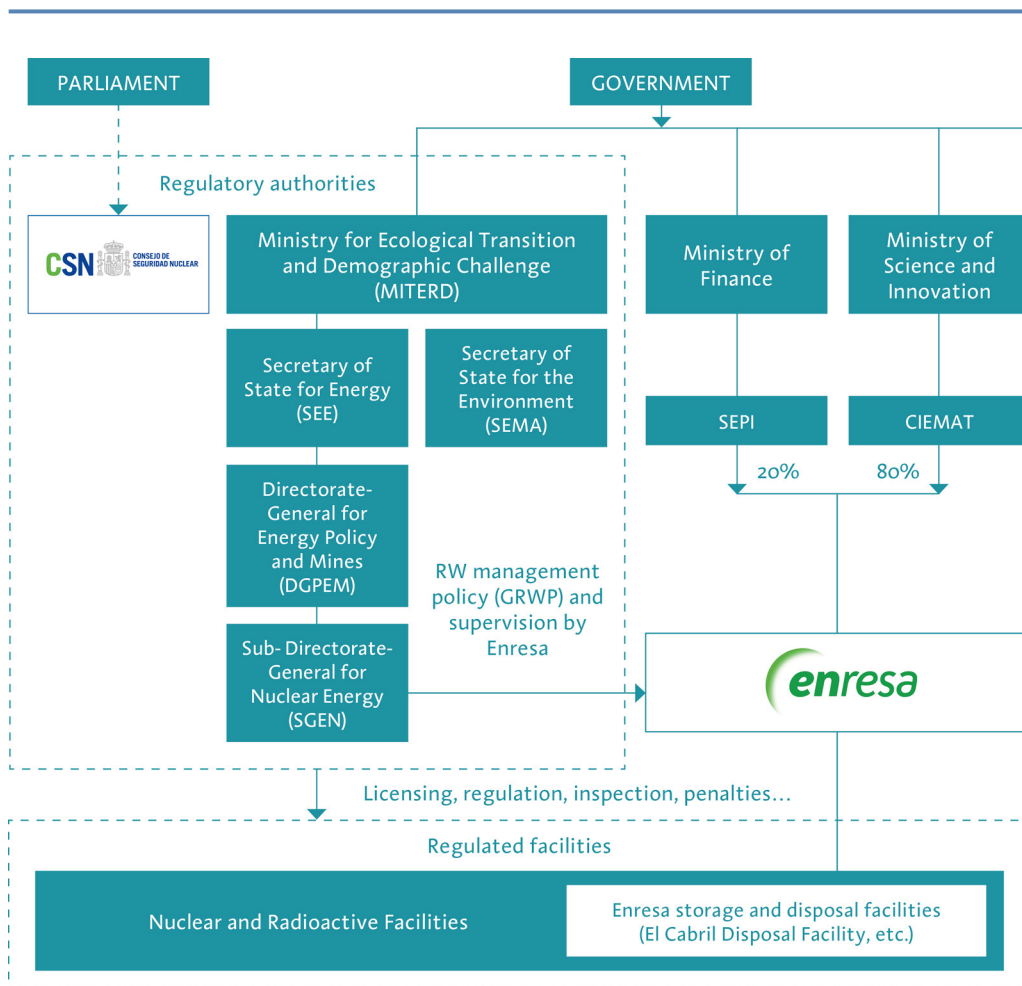 PARLIAMENT
GOVERNMENT
Regulatory authorities
CSN
CONSEJO DE
SEGURIDAD NUCLEAR
Ministry for Ecological Transition
and Demographic Challenge
(MITERD)
Ministry of
Finance
Ministry of
Science and
Innovation
Secretary of
State for Energy
(SEE)
Secretary of
State for the
Environment
(SEMA)
SEPI
CIEMAT
20%
80%
Directorate-
General for
Energy Policy
and Mines
(DGPEM)
RW management
policy (GRWP) and
supervision by
Enresa
Sub- Directorate-
General for
Nuclear Energy
(SGEN)
enresa
Licensing, regulation, inspection, penalties...
Regulated facilities
Nuclear and Radioactive Facilities
Enresa storage and disposal facilities
(El Cabril Disposal Facility, etc.)